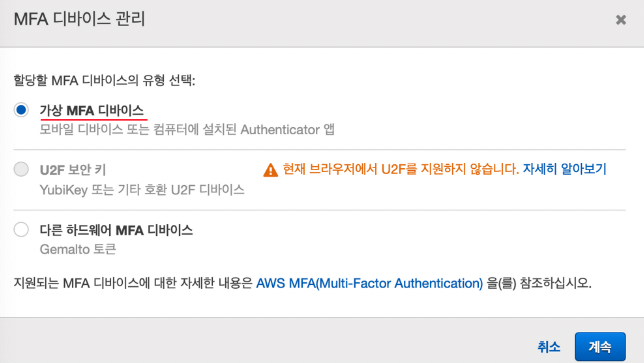 MFA 디바이스 관리
할당할 MFA 디바이스의 유형 선택:
가상 MFA 디바이스
모바일 디바이스 또는 컴퓨터에 설치된 Authenticator 앱
U2F 보안 키
현재 브라우저에서 U2F를 지원하지 않습니다. 자세히 알아보기
YubiKey 또는 기타 호환 U2F 디바이스
다른 하드웨어 MFA 디바이스
Gemalto 토큰
지원되는 MFA 디바이스에 대한 자세한 내용은 AWS MFA(Multi-Factor Authentication) 을(를) 참조하십시오.
취소
계속